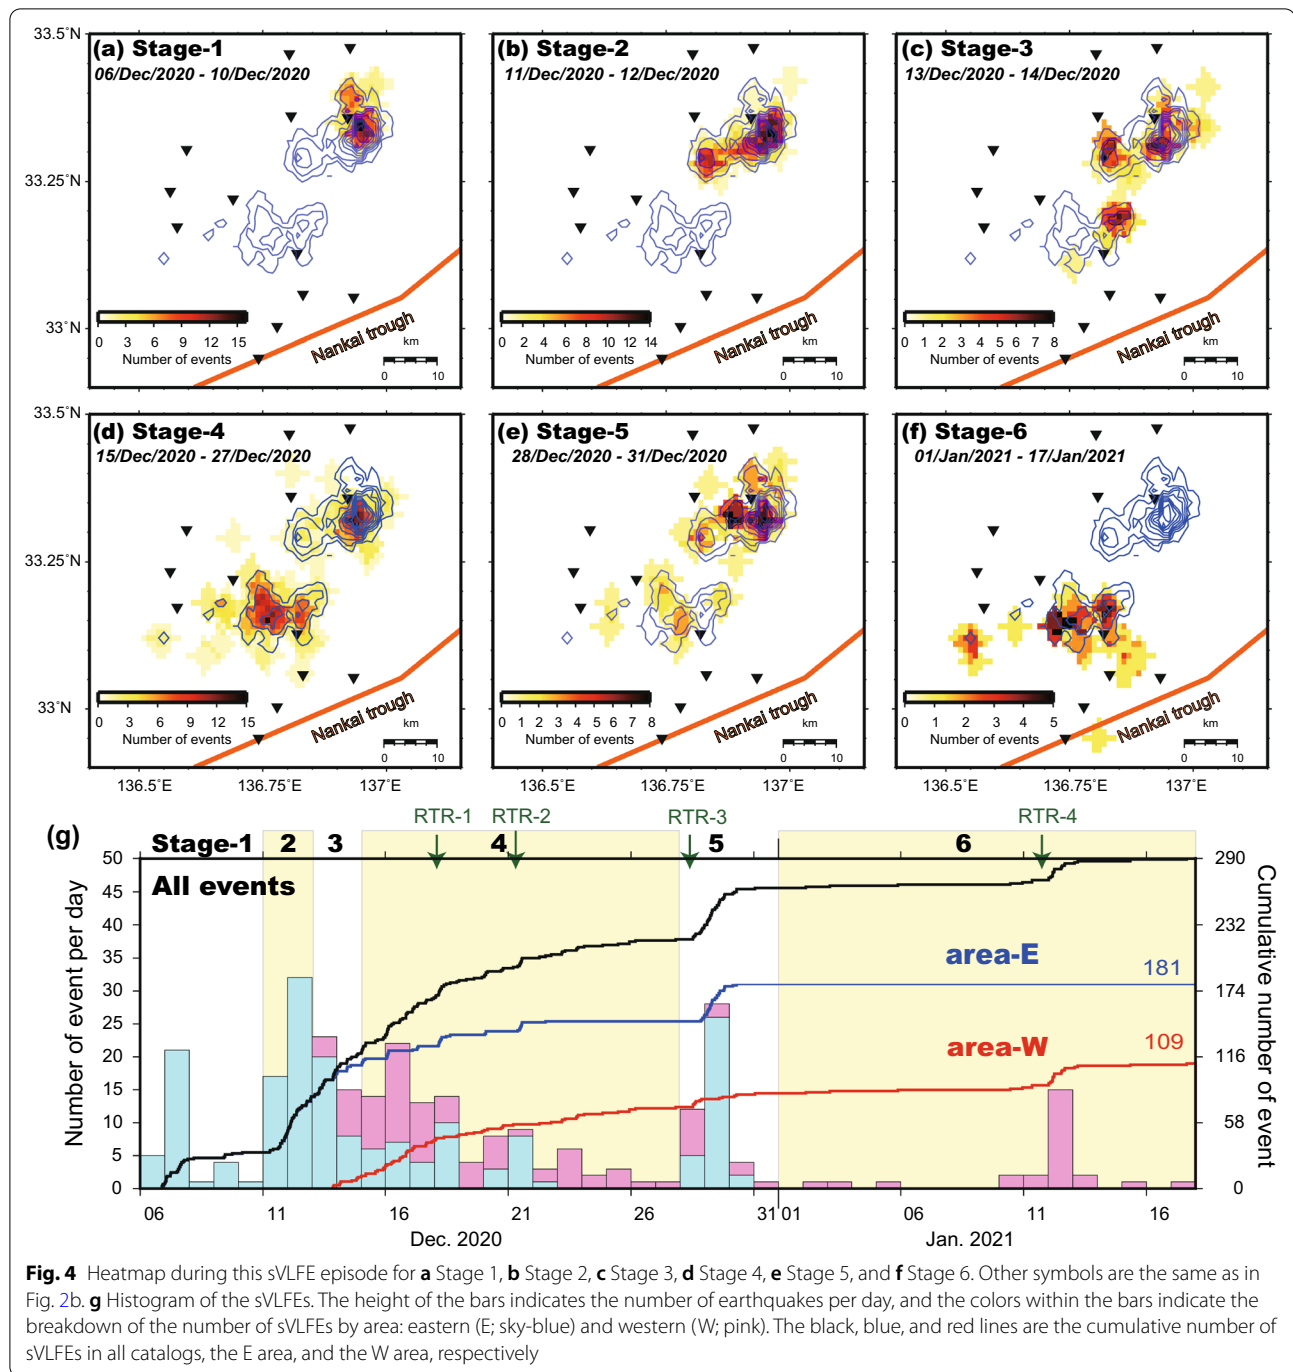 33.5°N
(a) Stage-1
06/Dec/2020 - 10/Dec/2020
(b) Stage-2
11/Dec/2020 - 12/Dec/2020
(c) Stage-3
13/Dec/2020 - 14/Dec/2020
33.25°N
33°N
0 3 6 9 12 15
Number of events
Nankai trough
km
0 10
0 2 4 6 8 10 12 14
Number of events
Nankai trough
km
0 10
0 1 2 3 4 5 6 7 8
Number of events
Nankai trough
km
0 10
33.5°N
(d) Stage-4
15/Dec/2020 - 27/Dec/2020
(e) Stage-5
28/Dec/2020 - 31/Dec/2020
(f) Stage-6
01/Jan/2021 - 17/Jan/2021
33.25°N
33°N
0 3 6 9 12 15
Number of events
Nankai trough
km
0 10
0 1 2 3 4 5 6 7 8
Number of events
Nankai trough
km
0 10
0 1 2 3 4 5
Number of events
Nankai trough
km
0 10
136.5°E 136.75°E 137°E
136.5°E 136.75°E 137°E
136.5°E 136.75°E 137°E
(g)
RTR-1 RTR-2 RTR-3 RTR-4
Stage-1 2 3 4 5 6
All events
Number of event per day
50
45
40
35
30
25
20
15
10
5
0
area-E
181
area-W
109
290
232
174
116
58
0
Cumulative number of event
06 11 16 21 26 31 01 06 11 16
Dec. 2020 Jan. 2021
Fig. 4 Heatmap during this sVLFE episode for a Stage 1, b Stage 2, c Stage 3, d Stage 4, e Stage 5, and f Stage 6. Other symbols are the same as in
Fig. 2b. g Histogram of the sVLFEs. The height of the bars indicates the number of earthquakes per day, and the colors within the bars indicate the
breakdown of the number of sVLFEs by area: eastern (E; sky-blue) and western (W; pink). The black, blue, and red lines are the cumulative number of
sVLFEs in all catalogs, the E area, and the W area, respectively